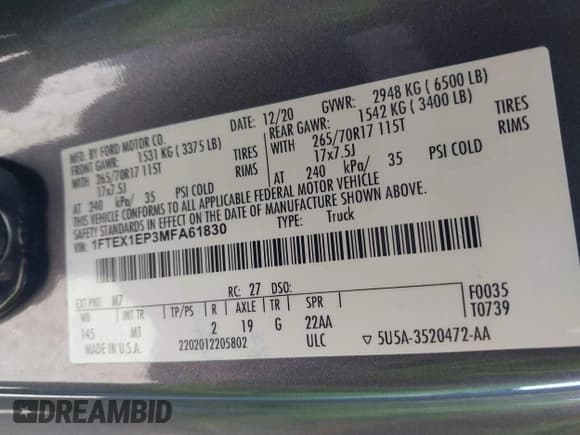 MFD. BY FORD MOTOR CO.
DATE: 12/20
GVWR: 2948 KG ( 6500 LB)
FRONT GAWR: 1531 KG ( 3375 LB)
REAR GAWR: 1542 KG ( 3400 LB)
WITH 265/70R17 115T TIRES
WITH 265/70R17 115T TIRES
17x7.5J RIMS
17x7.5J RIMS
AT 240 kPa/ 35 PSI COLD
AT 240 kPa/ 35 PSI COLD
THIS VEHICLE CONFORMS TO ALL APPLICABLE FEDERAL MOTOR VEHICLE
SAFETY STANDARDS IN EFFECT ON THE DATE OF MANUFACTURE SHOWN ABOVE.
VIN: 1FTEX1EP3MFA61830
TYPE: Truck
EXT PNT: M7 RC: 27 DSO:
WB INT TR TP/PS R AXLE TR SPR F0035
145 MT 2 19 G 22AA T0739
MADE IN U.S.A. 2202012205802 ULC ▽ 5U5A-3520472-AA
DREAMBID